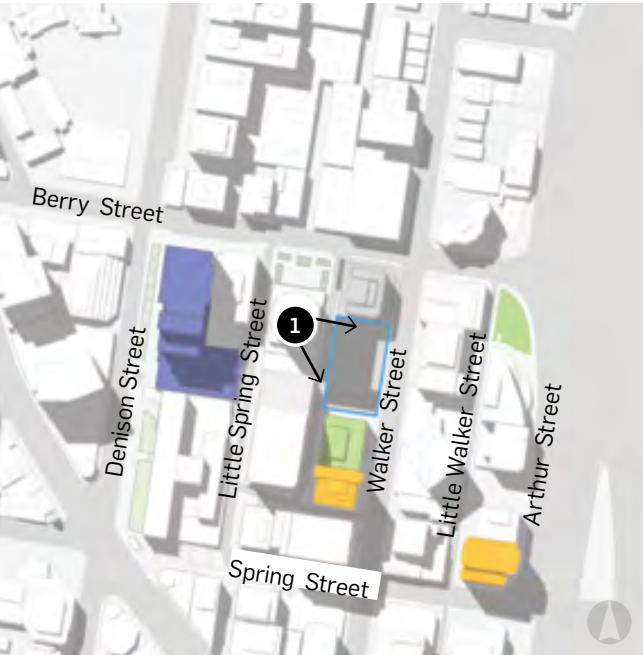 Berry Street
1
Denison Street
Little Spring Street
Walker Street
Little Walker Street
Arthur Street
Spring Street